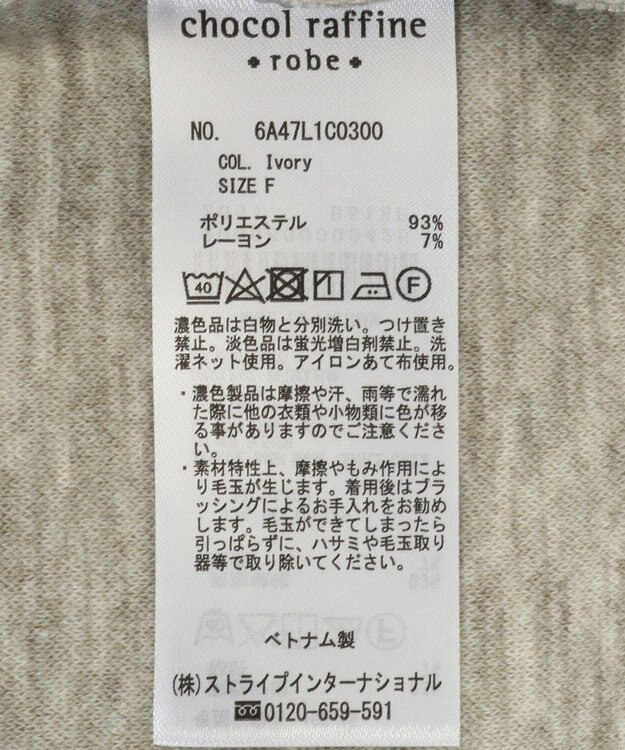 chocol raffine
robe
NO. 6A47L1C0300
COL. Ivory
SIZE F
ポリエステル 93%
レーヨン 7%
40 F
濃色品は白物と分別洗い。つけ置き
禁止。淡色品は蛍光増白剤禁止。洗
濯ネット使用。アイロンあて布使用。
・濃色製品は摩擦や汗、雨等で濡れ
た際に他の衣類や小物類に色が移
る事がありますのでご注意くださ
い。
・素材特性上、摩擦やもみ作用によ
り毛玉が生じます。着用後はブラ
ッシングによるお手入れをお勧め
します。毛玉ができてしまったら
引っぱらずに、ハサミや毛玉取り
器等で取り除いてください。
ベトナム製
(株)ストライプインターナショナル
0120-659-591